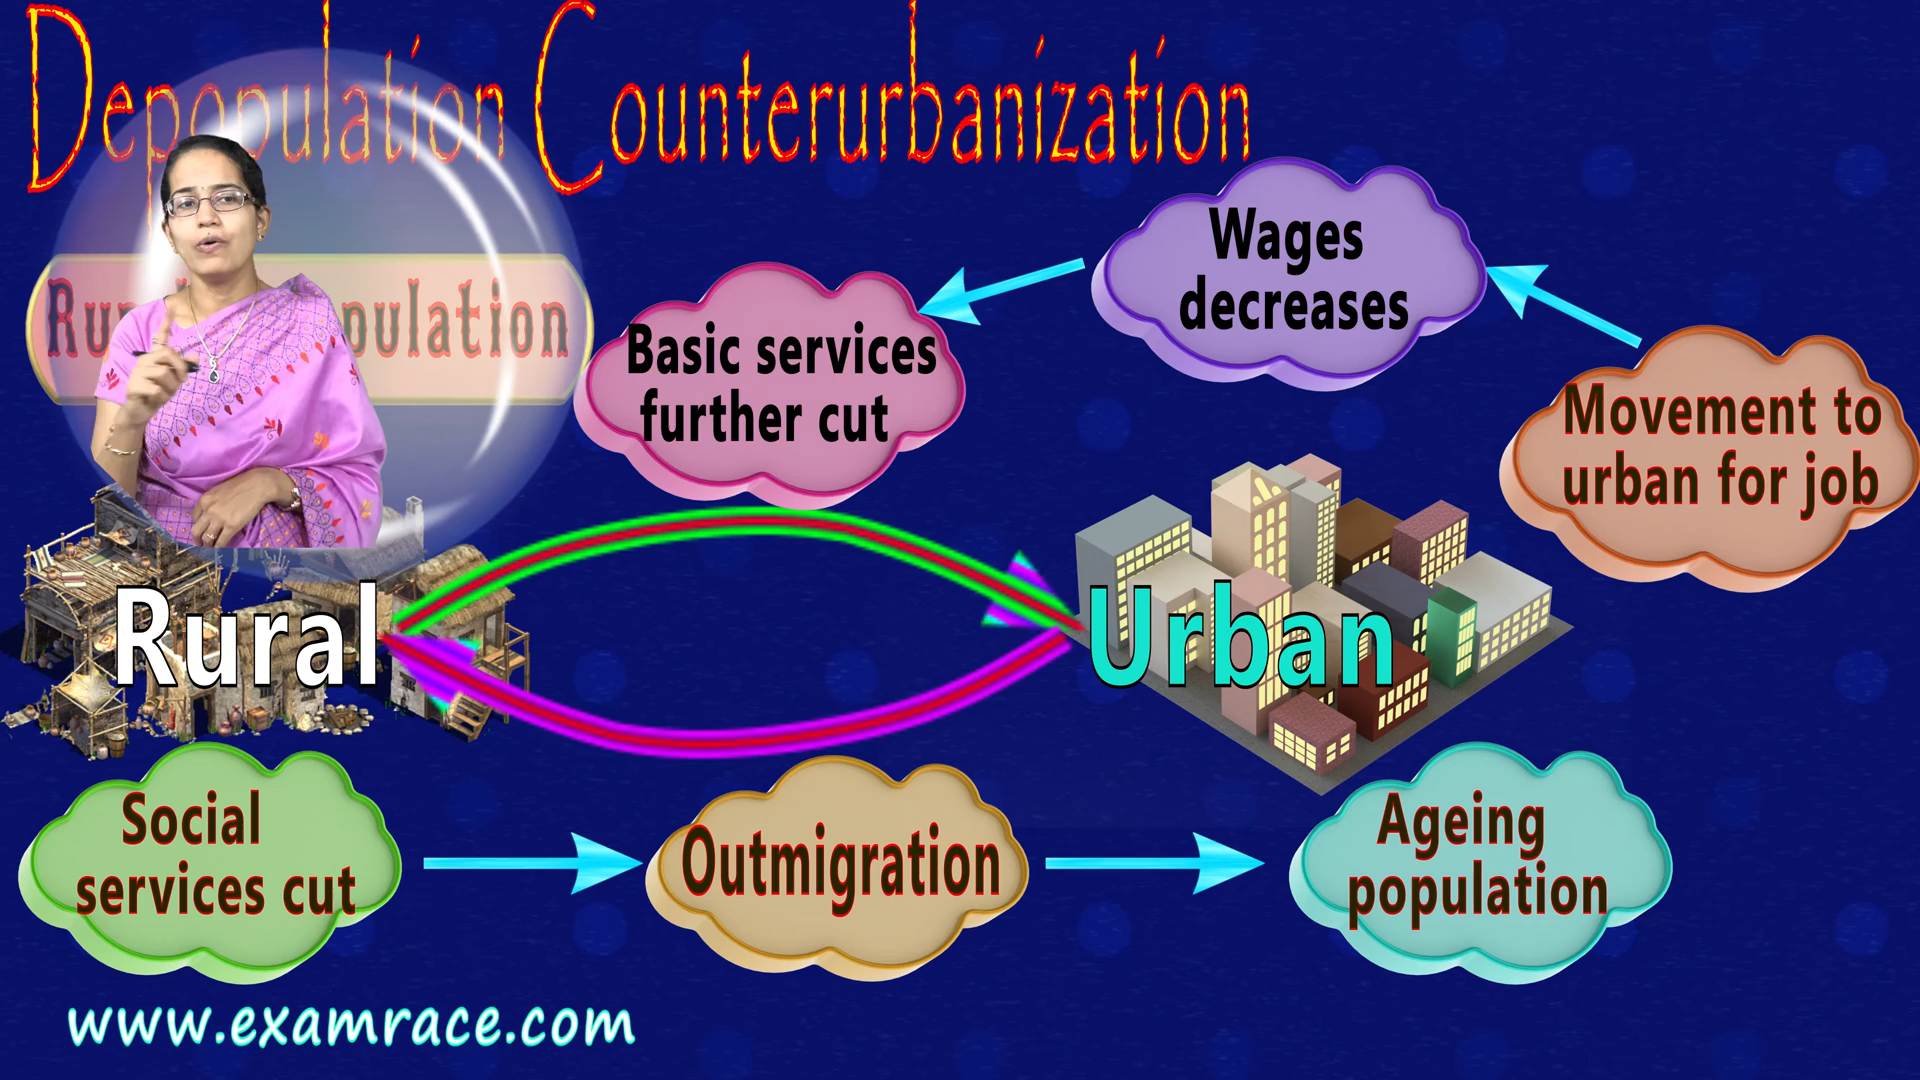 Depopulation Counterurbanization
Wages
decreases
Basic services
further cut
Movement to
urban for job
Rural
Urban
Social
services cut
Outmigration
Ageing
population
www.examrace.com